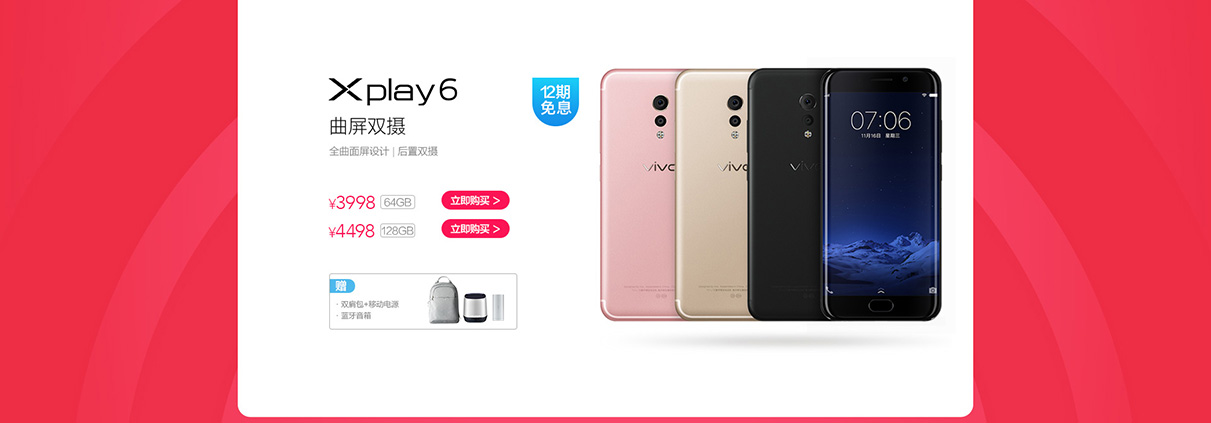 Xplay6
曲屏双摄
全曲面屏设计 | 后置双摄
12期
免息
¥3998 64GB 立即购买 >
¥4498 128GB 立即购买 >
赠
· 双肩包+移动电源
· 蓝牙音箱
vivo
vivo
vivo
07:06
11月16日 星期三